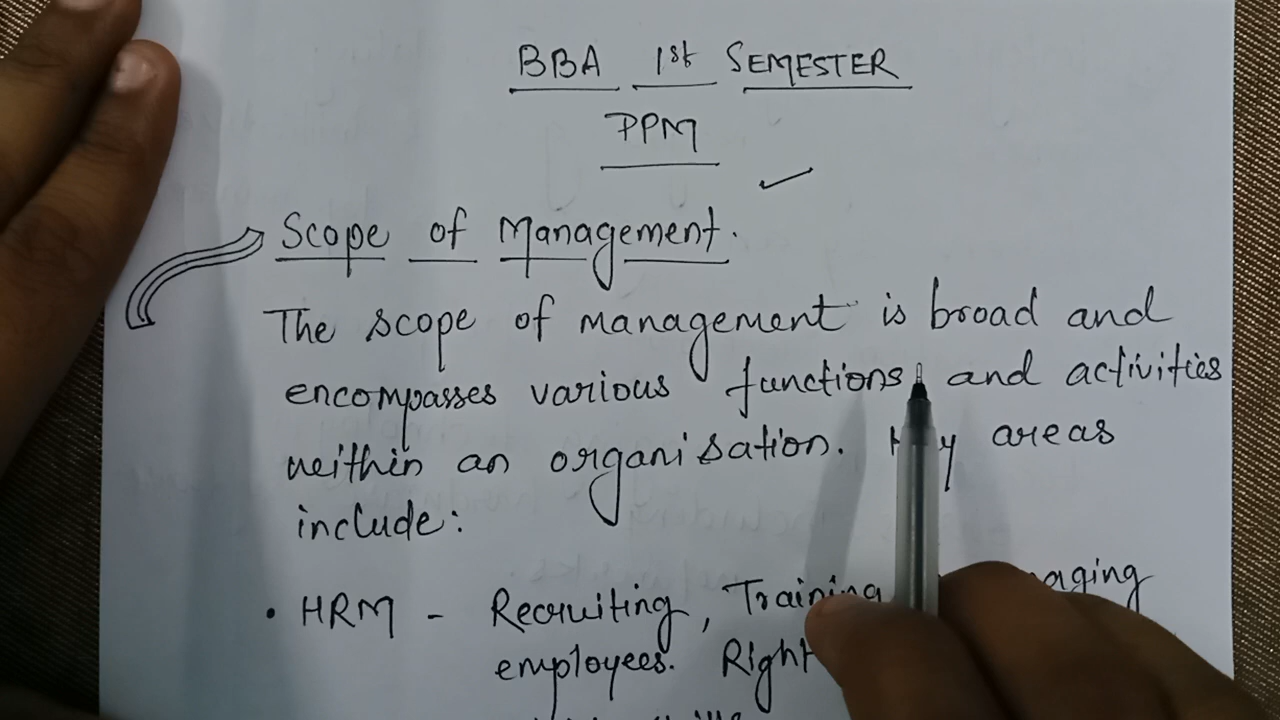 BBA 1st SEMESTER
PPM
Scope of Management.
The scope of management is broad and
encompasses various functions and activities
within an organisation. areas
include:
• HRM - Recruiting, Training
employees. Right